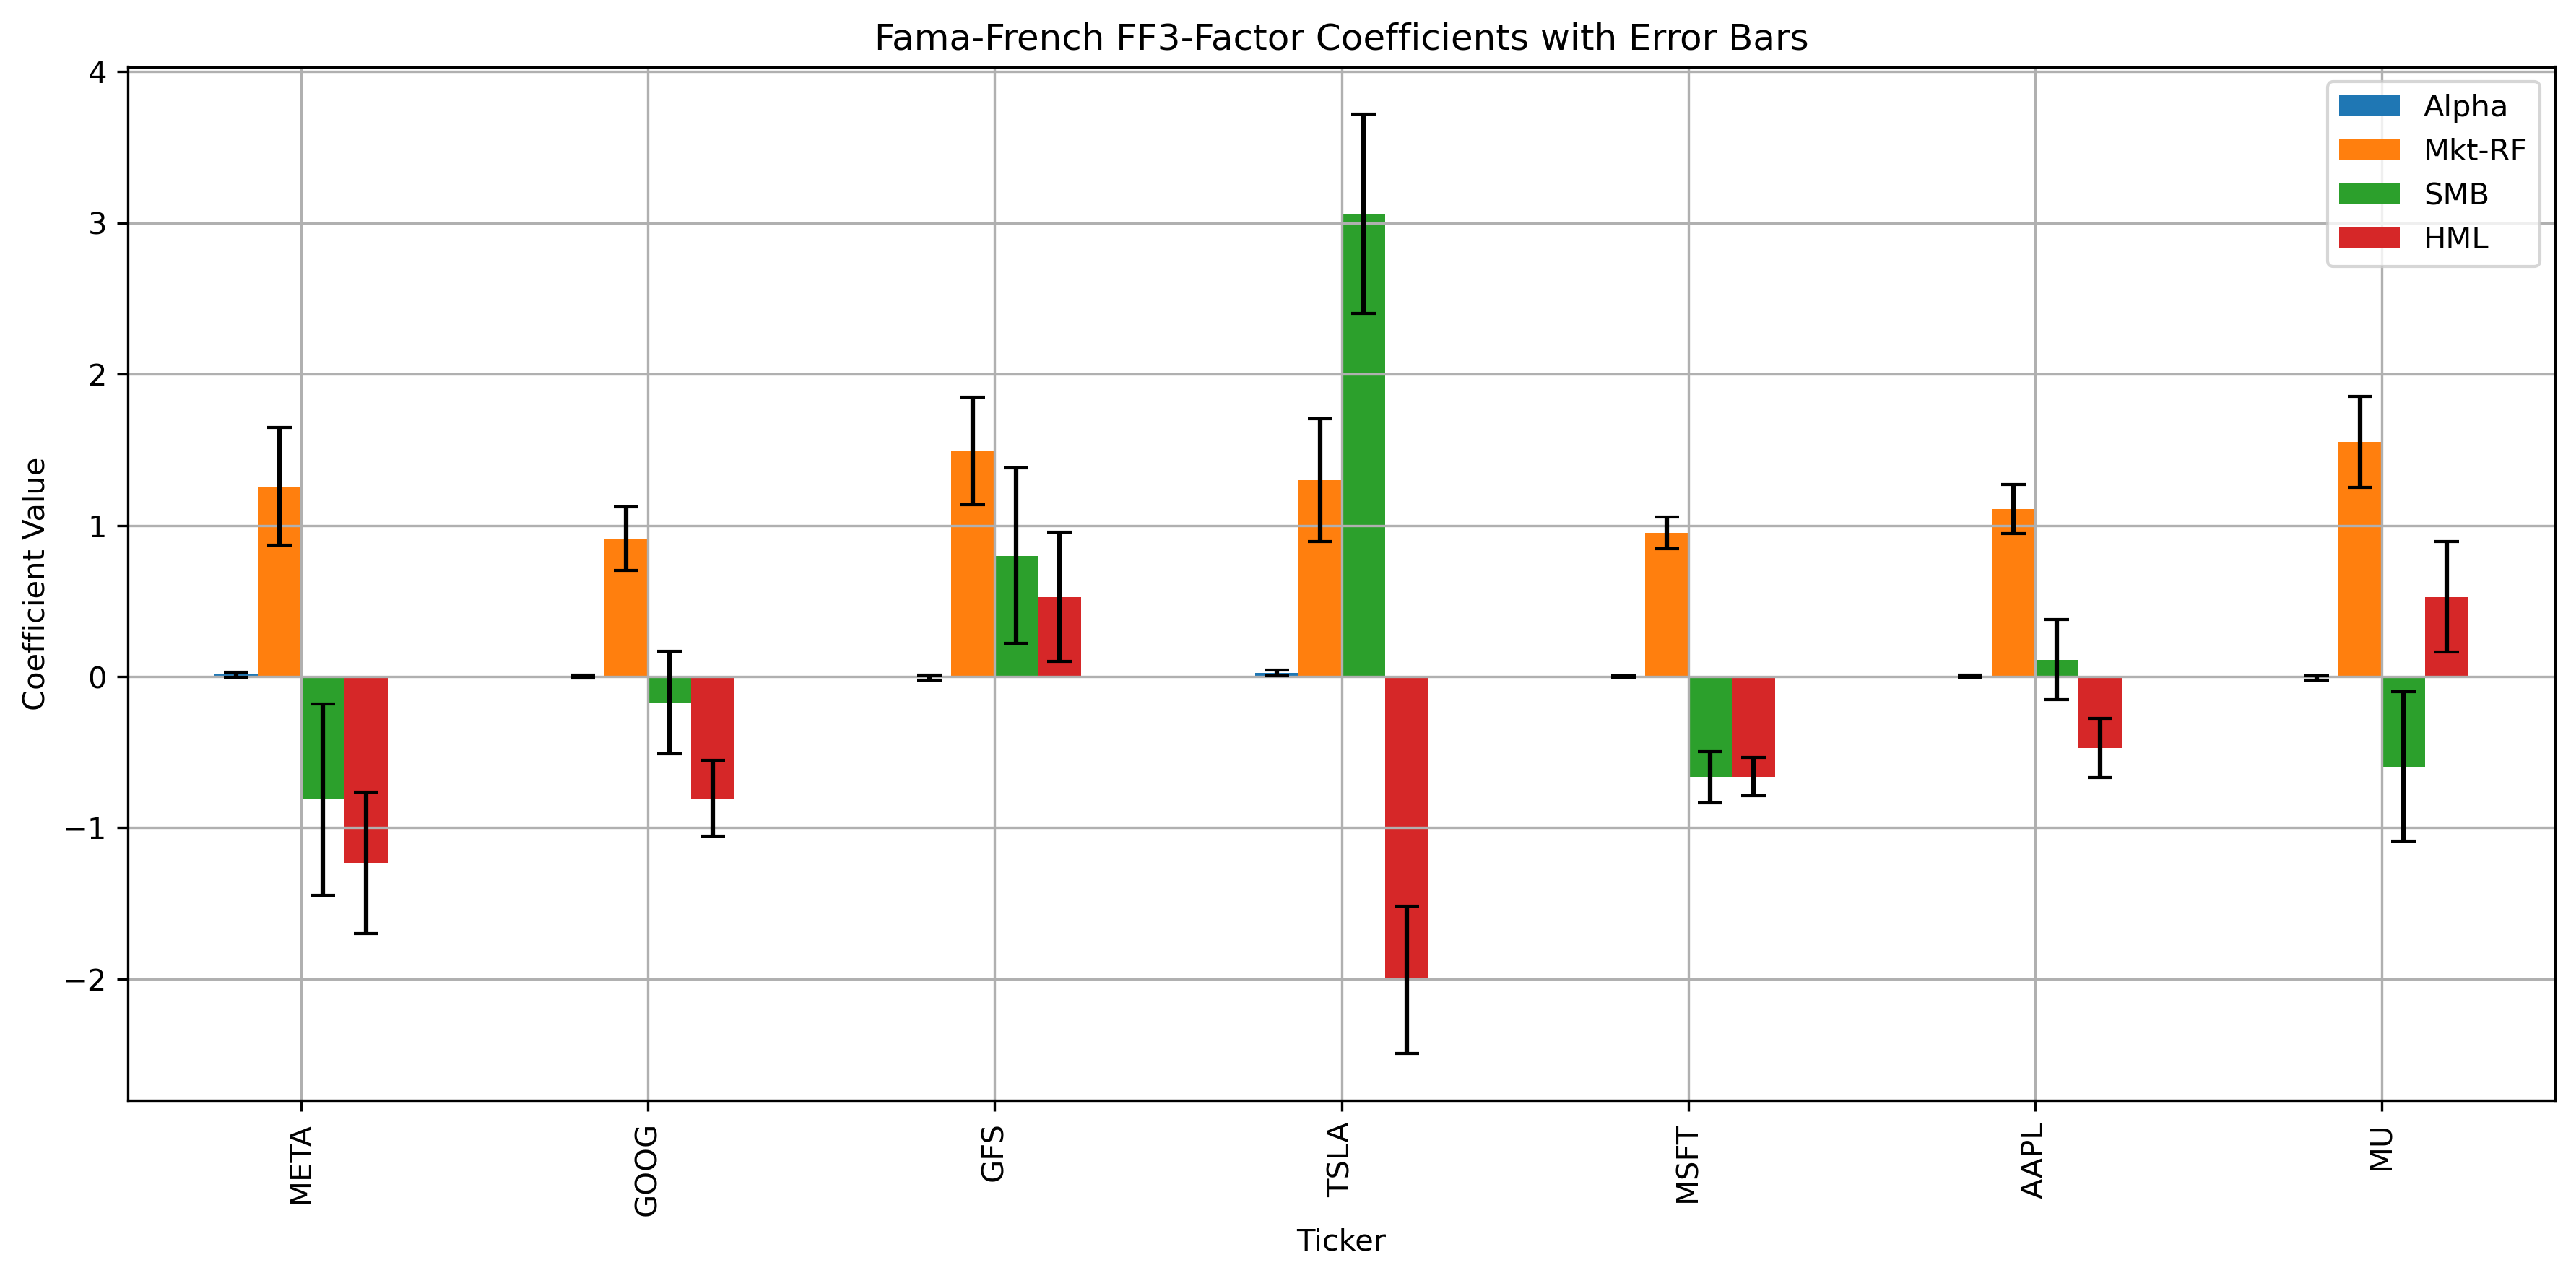 Fama-French FF3-Factor Coefficients with Error Bars
4
3
2
1
0
−1
−2
Coefficient Value
Alpha
Mkt-RF
SMB
HML
META
GOOG
GFS
TSLA
MSFT
AAPL
MU
Ticker